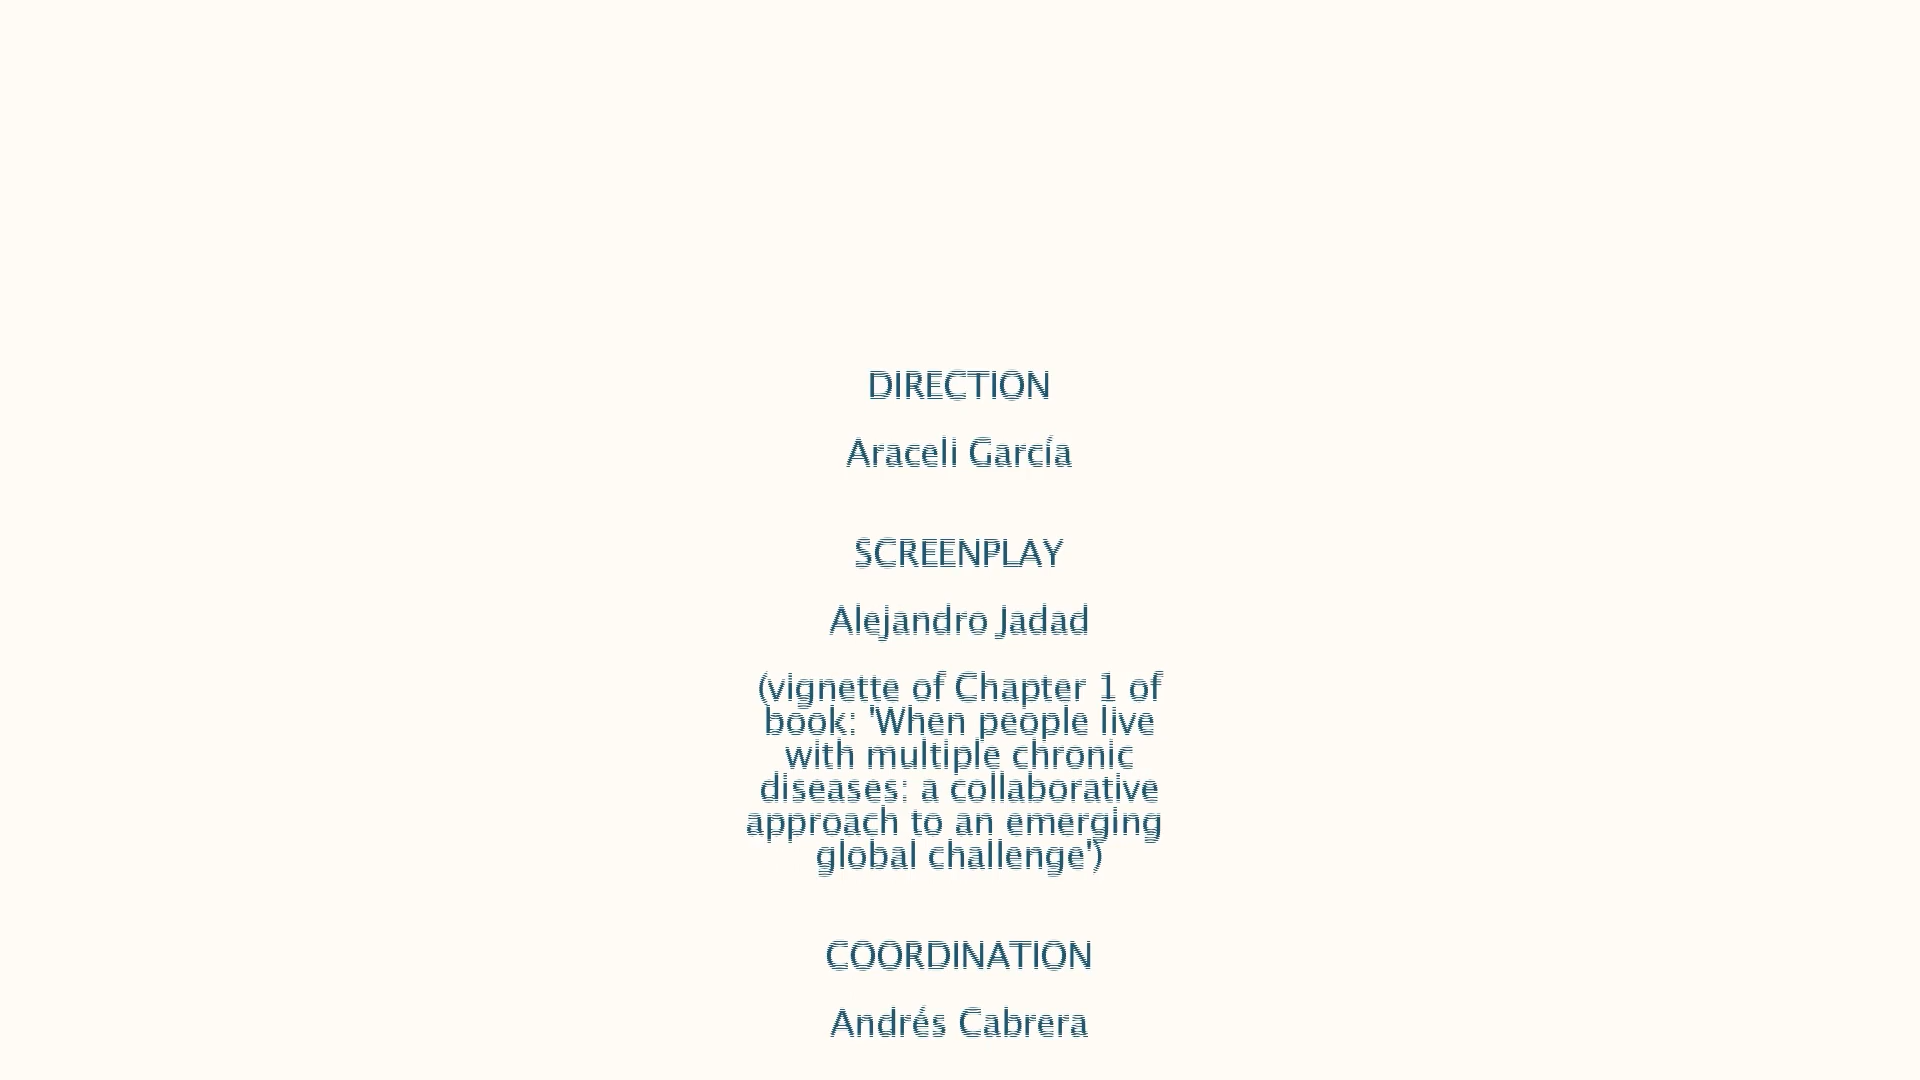 DIRECTION
Araceli García
SCREENPLAY
Alejandro Jadad
(vignette of Chapter 1 of
book: 'When people live
with multiple chronic
diseases: a collaborative
approach to an emerging
global challenge')
COORDINATION
Andrés Cabrera